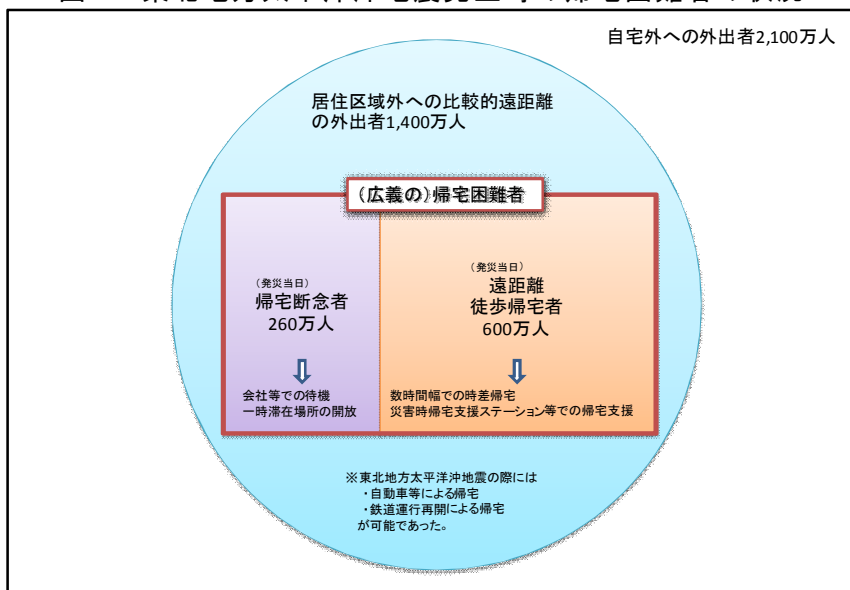 自宅外への外出者2,100万人
居住区域外への比較的遠距離
の外出者1,400万人
(広義の)帰宅困難者
(発災当日)
帰宅断念者
260万人
会社等での待機
一時滞在場所の開放
(発災当日)
遠距離
徒歩帰宅者
600万人
数時間幅での時差帰宅
災害時帰宅支援ステーション等での帰宅支援
※東北地方太平洋沖地震の際には
・自動車等による帰宅
・鉄道運行再開による帰宅
が可能であった。